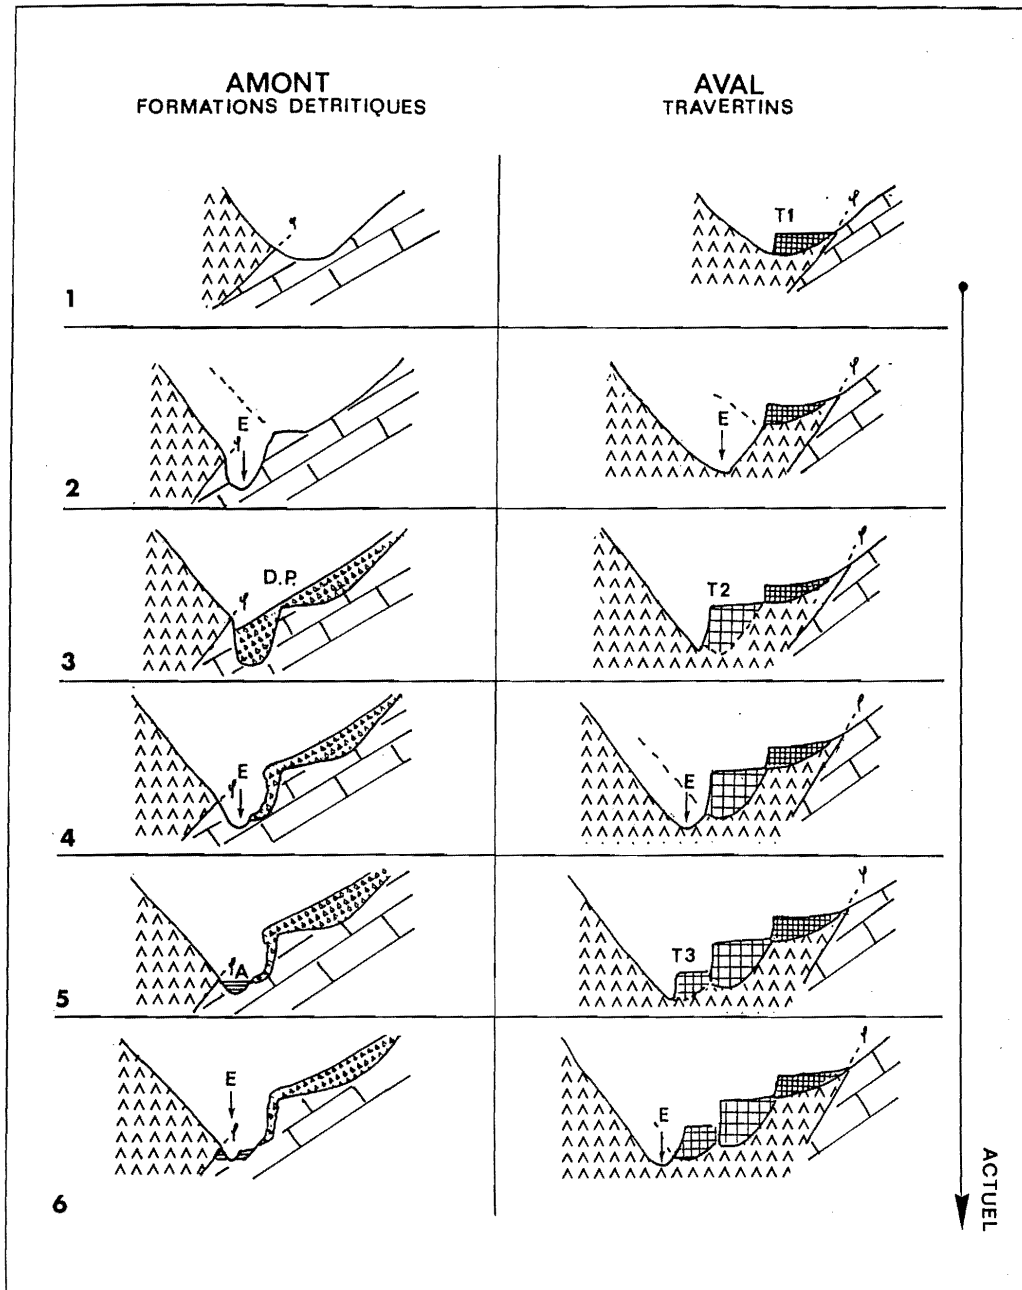 AMONT
FORMATIONS DETRITIQUES
AVAL
TRAVERTINS
φ
T1
φ
1
E
φ
E
φ
2
D.P.
φ
T2
φ
3
E
φ
E
φ
4
φ
A
T3
φ
5
E
φ
E
φ
6
ACTUEL